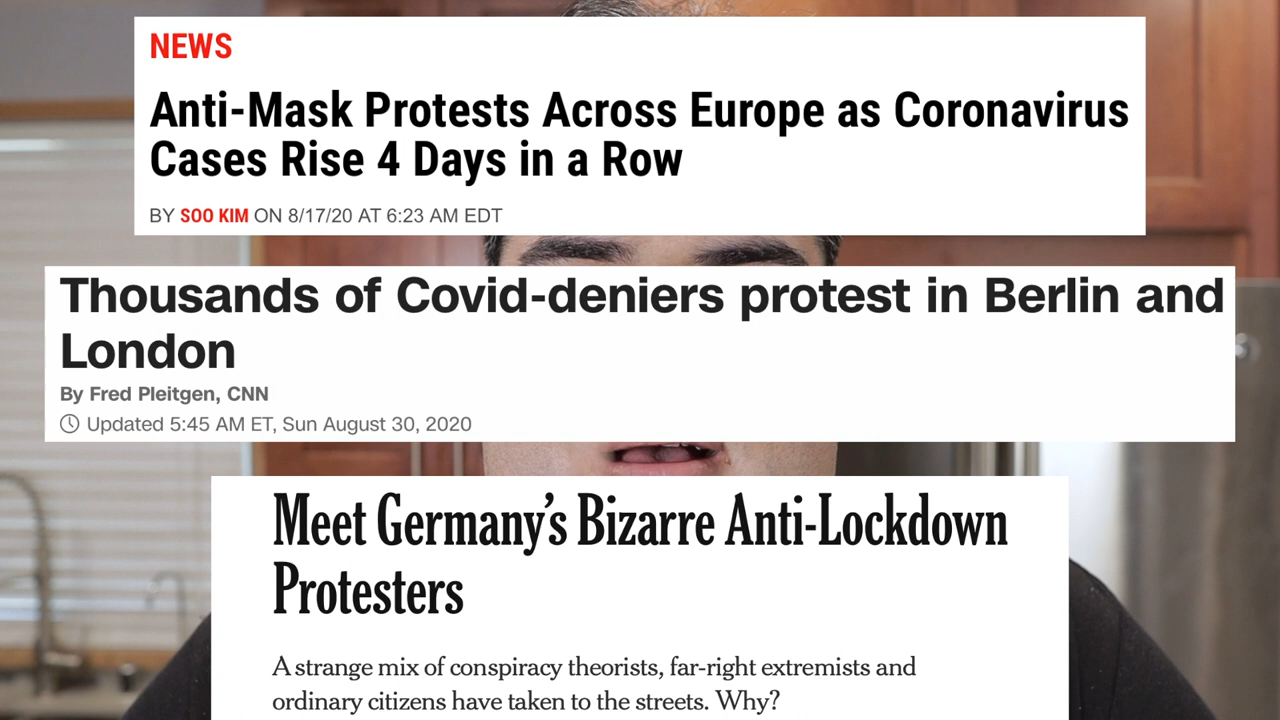 NEWS
Anti-Mask Protests Across Europe as Coronavirus
Cases Rise 4 Days in a Row
BY SOO KIM ON 8/17/20 AT 6:23 AM EDT
Thousands of Covid-deniers protest in Berlin and
London
By Fred Pleitgen, CNN
Updated 5:45 AM ET, Sun August 30, 2020
Meet Germany’s Bizarre Anti-Lockdown
Protesters
A strange mix of conspiracy theorists, far-right extremists and
ordinary citizens have taken to the streets. Why?